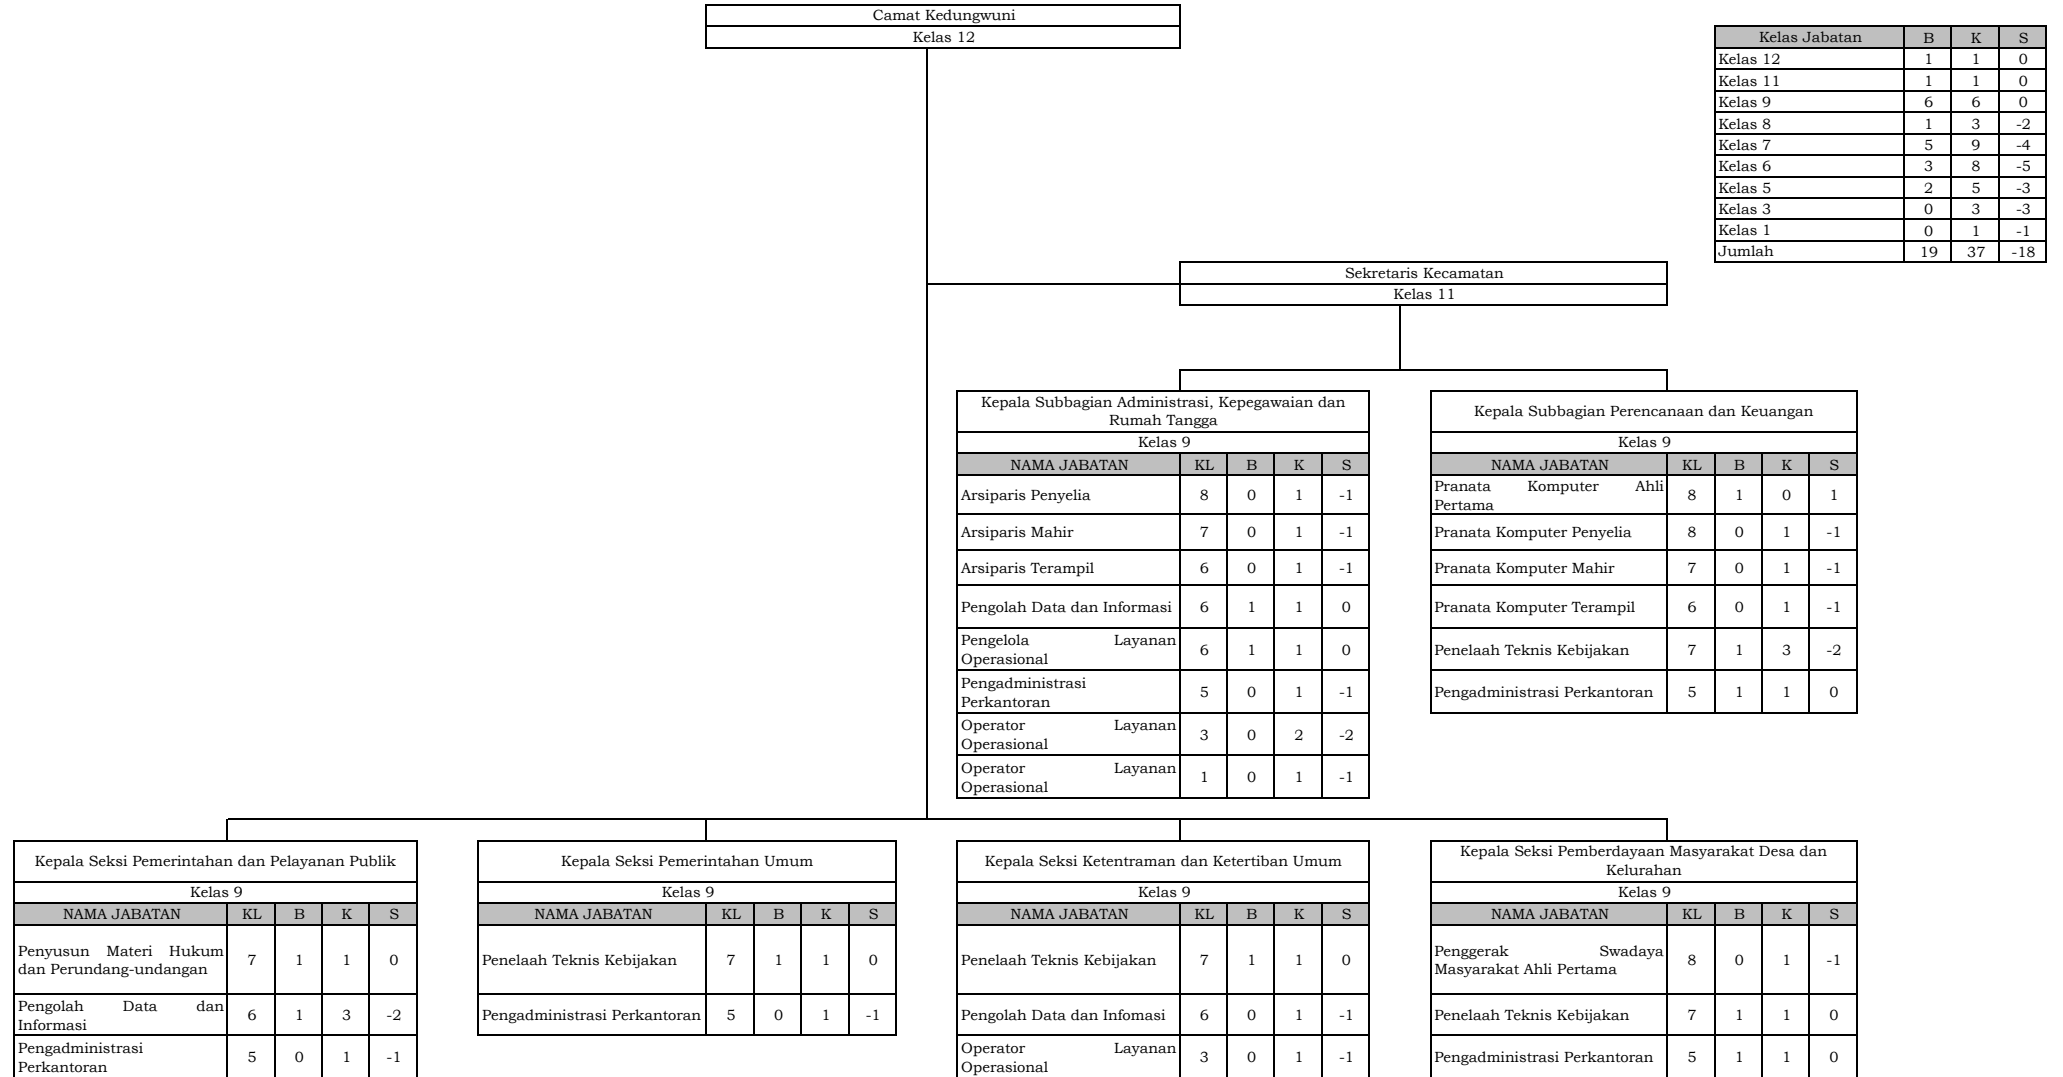 Camat Kedungwuni
Kelas 12
Kelas Jabatan B K S
Kelas 12 1 1 0
Kelas 11 1 1 0
Kelas 9 6 6 0
Kelas 8 1 3 -2
Kelas 7 5 9 -4
Kelas 6 3 8 -5
Kelas 5 2 5 -3
Kelas 3 0 3 -3
Kelas 1 0 1 -1
Jumlah 19 37 -18
Sekretaris Kecamatan
Kelas 11
Kepala Subbagian Administrasi, Kepegawaian dan
Rumah Tangga
Kelas 9
NAMA JABATAN KL B K S
Arsiparis Penyelia 8 0 1 -1
Arsiparis Mahir 7 0 1 -1
Arsiparis Terampil 6 0 1 -1
Pengolah Data dan Informasi 6 1 1 0
Pengelola Layanan
Operasional 6 1 1 0
Pengadministrasi
Perkantoran 5 0 1 -1
Operator Layanan
Operasional 3 0 2 -2
Operator Layanan
Operasional 1 0 1 -1
Kepala Subbagian Perencanaan dan Keuangan
Kelas 9
NAMA JABATAN KL B K S
Pranata Komputer Ahli
Pertama 8 1 0 1
Pranata Komputer Penyelia 8 0 1 -1
Pranata Komputer Mahir 7 0 1 -1
Pranata Komputer Terampil 6 0 1 -1
Penelaah Teknis Kebijakan 7 1 3 -2
Pengadministrasi Perkantoran 5 1 1 0
Kepala Seksi Pemerintahan dan Pelayanan Publik
Kelas 9
NAMA JABATAN KL B K S
Penyusun Materi Hukum
dan Perundang-undangan 7 1 1 0
Pengolah Data dan
Informasi 6 1 3 -2
Pengadministrasi
Perkantoran 5 0 1 -1
Kepala Seksi Pemerintahan Umum
Kelas 9
NAMA JABATAN KL B K S
Penelaah Teknis Kebijakan 7 1 1 0
Pengadministrasi Perkantoran 5 0 1 -1
Kepala Seksi Ketentraman dan Ketertiban Umum
Kelas 9
NAMA JABATAN KL B K S
Penelaah Teknis Kebijakan 7 1 1 0
Pengolah Data dan Infomasi 6 0 1 -1
Operator Layanan
Operasional 3 0 1 -1
Kepala Seksi Pemberdayaan Masyarakat Desa dan
Kelurahan
Kelas 9
NAMA JABATAN KL B K S
Penggerak Swadaya
Masyarakat Ahli Pertama 8 0 1 -1
Penelaah Teknis Kebijakan 7 1 1 0
Pengadministrasi Perkantoran 5 1 1 0